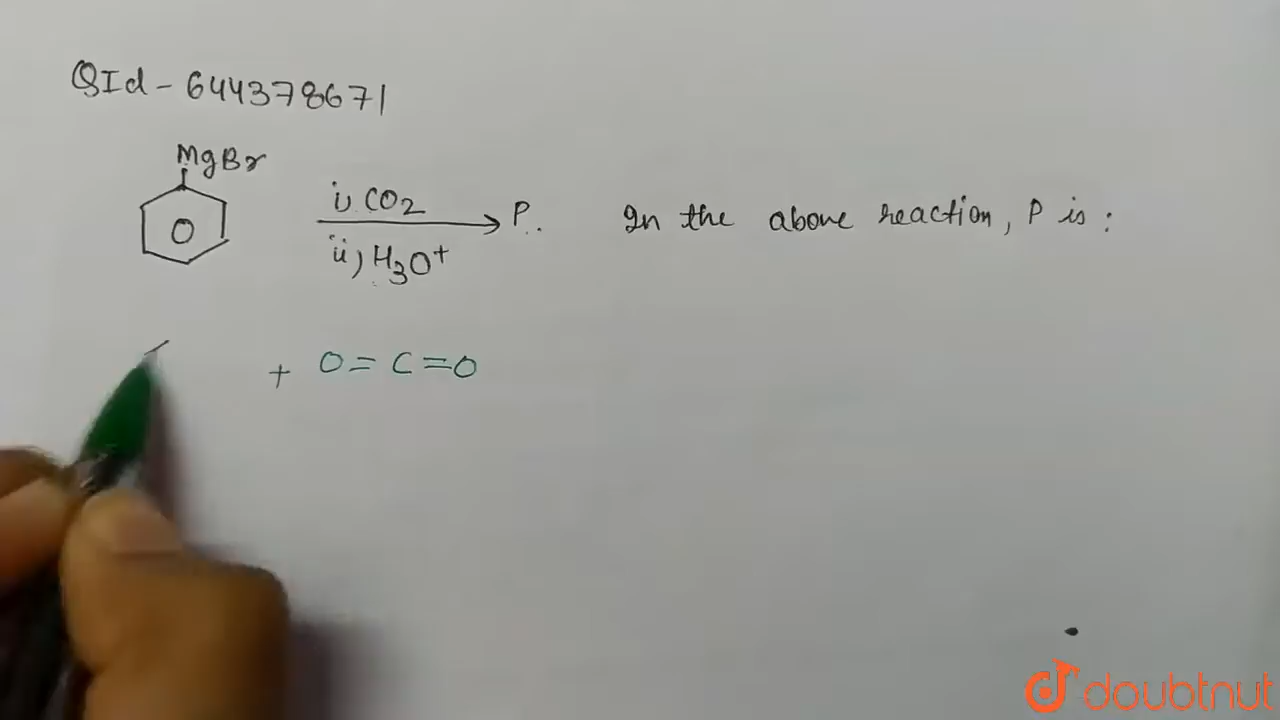 QId - 644378671
MgBr
i) CO2
P.
In the above reaction, P is :
ii) H3O+
+ O = C = O
doubtnut